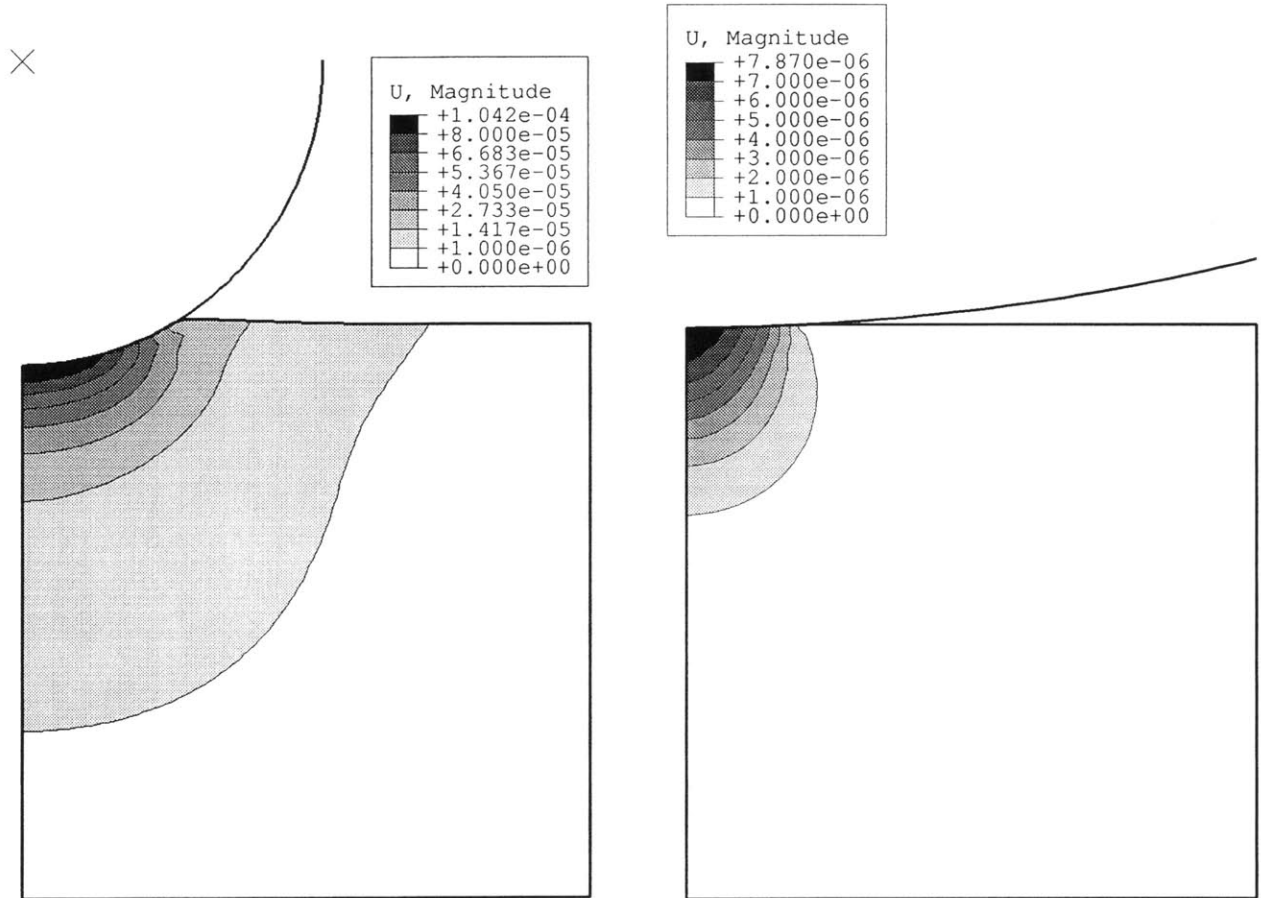 U, Magnitude
+1.042e-04
+8.000e-05
+6.683e-05
+5.367e-05
+4.050e-05
+2.733e-05
+1.417e-05
+1.000e-06
+0.000e+00
U, Magnitude
+7.870e-06
+7.000e-06
+6.000e-06
+5.000e-06
+4.000e-06
+3.000e-06
+2.000e-06
+1.000e-06
+0.000e+00